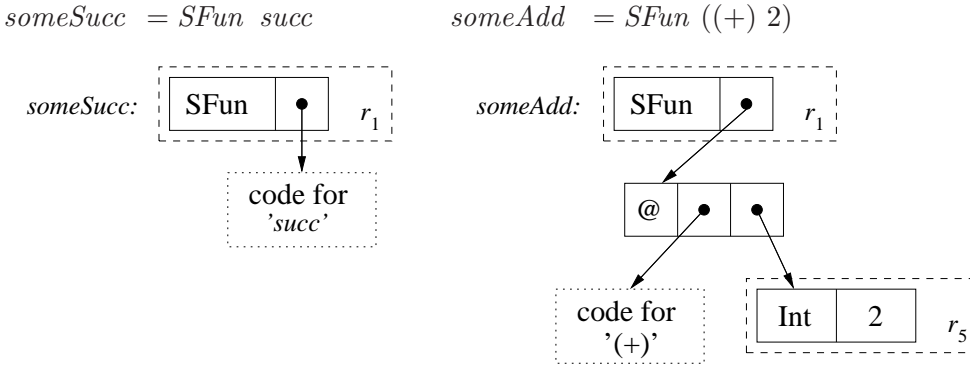 someSucc = SFun succ
someAdd = SFun ((+) 2)
someSucc:
SFun
r1
code for
’succ’
someAdd:
SFun
r1
@
code for
’(+)’
Int
2
r5